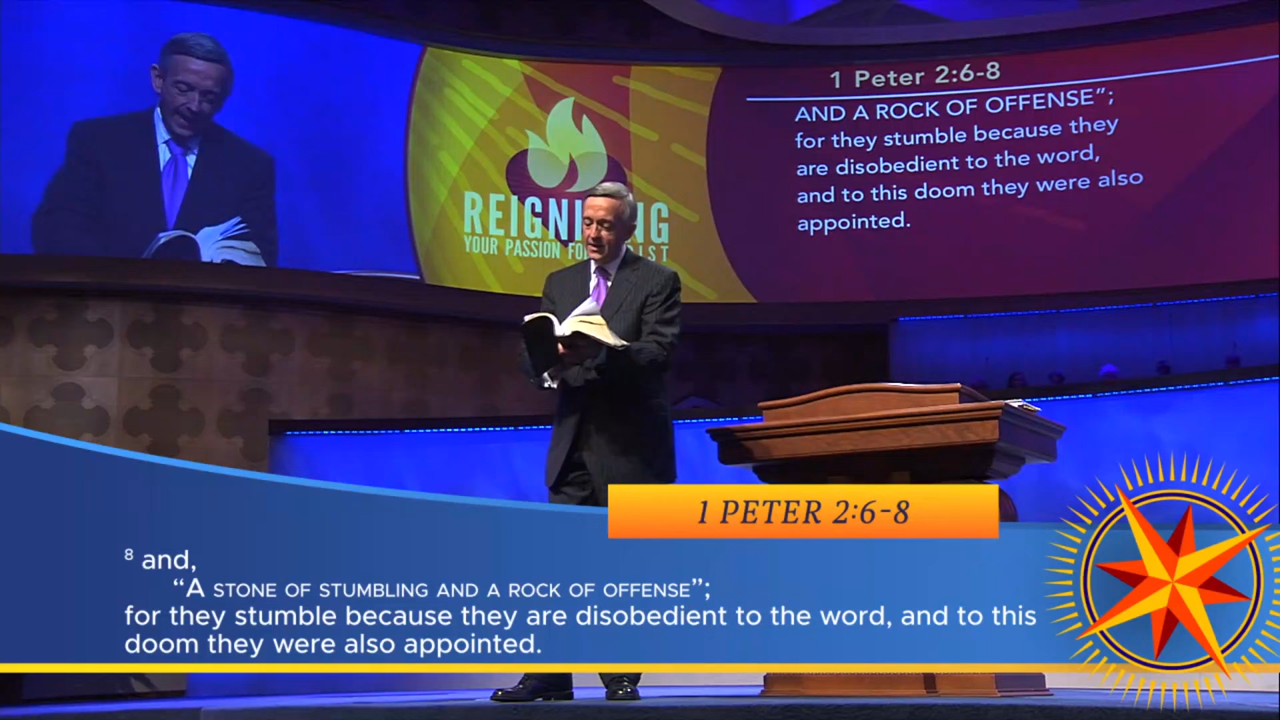 1 Peter 2:6-8
AND A ROCK OF OFFENSE”;
for they stumble because they
are disobedient to the word,
and to this doom they were also
appointed.
YOUR PASSION
1 PETER 2:6-8
8 and,
“A STONE OF STUMBLING AND A ROCK OF OFFENSE”;
for they stumble because they are disobedient to the word, and to this
doom they were also appointed.